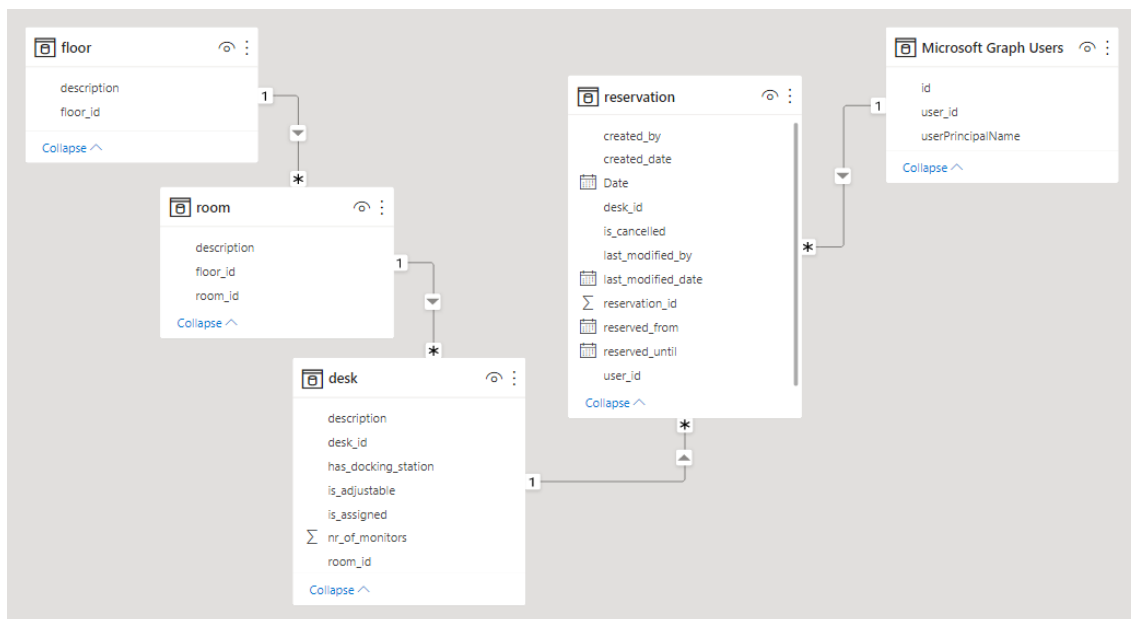 floor
description
floor_id
Collapse
1
*
room
description
floor_id
room_id
Collapse
1
*
desk
description
desk_id
has_docking_station
is_adjustable
is_assigned
∑ nr_of_monitors
room_id
Collapse
1
*
reservation
created_by
created_date
Date
desk_id
is_cancelled
last_modified_by
last_modified_date
∑ reservation_id
reserved_from
reserved_until
user_id
Collapse
*
1
Microsoft Graph Users
id
user_id
userPrincipalName
Collapse